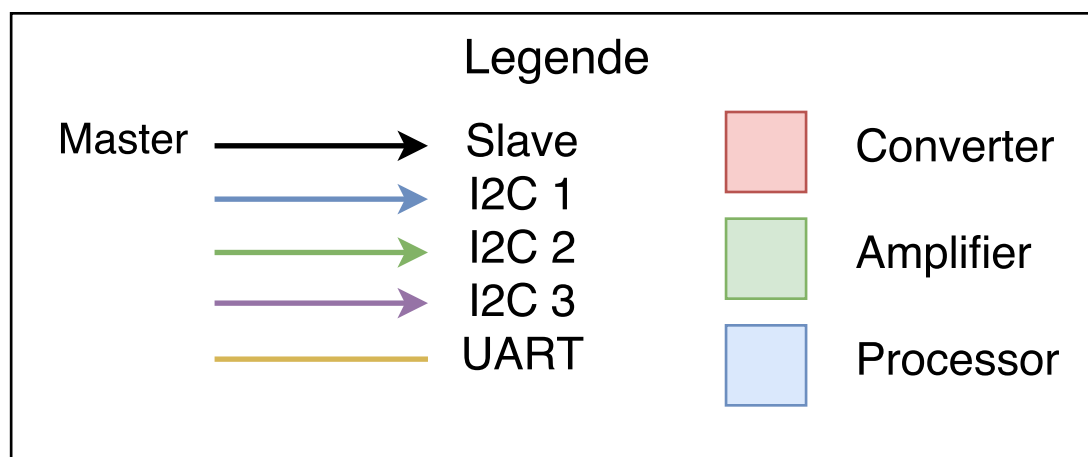 Legende
Master Slave
I2C 1
I2C 2
I2C 3
UART
Converter
Amplifier
Processor